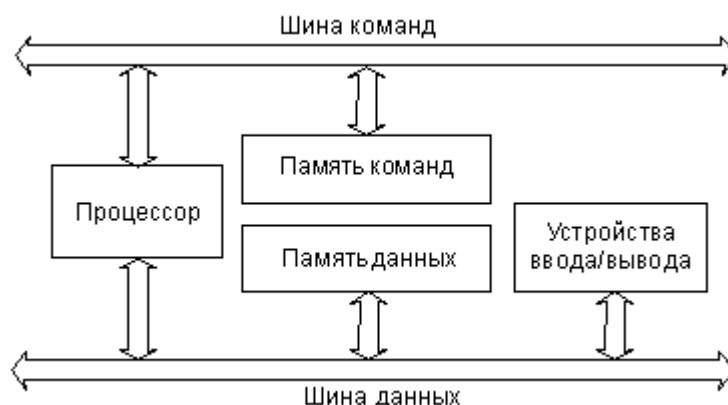 Шина команд
Память команд
Процессор
Память данных
Устройства
ввода/вывода
Шина данных